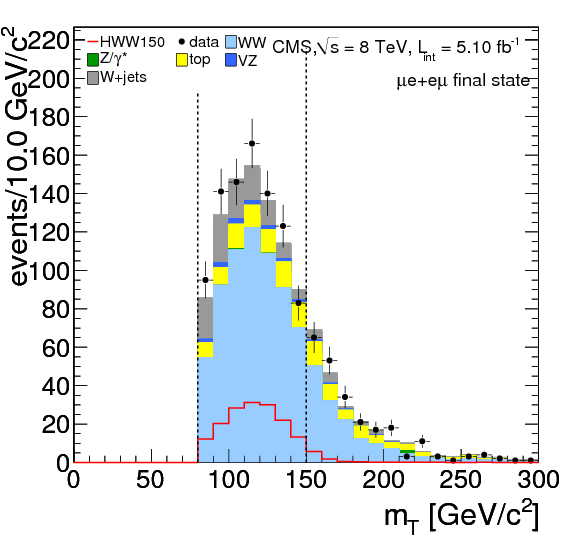 HWW150 data WW
Z/γ* top VZ
W+jets
CMS,√s = 8 TeV, L_int = 5.10 fb⁻¹
μe+eμ final state
events/10.0 GeV/c²
220
200
180
160
140
120
100
80
60
40
20
0
0 50 100 150 200 250 300
m_T [GeV/c²]